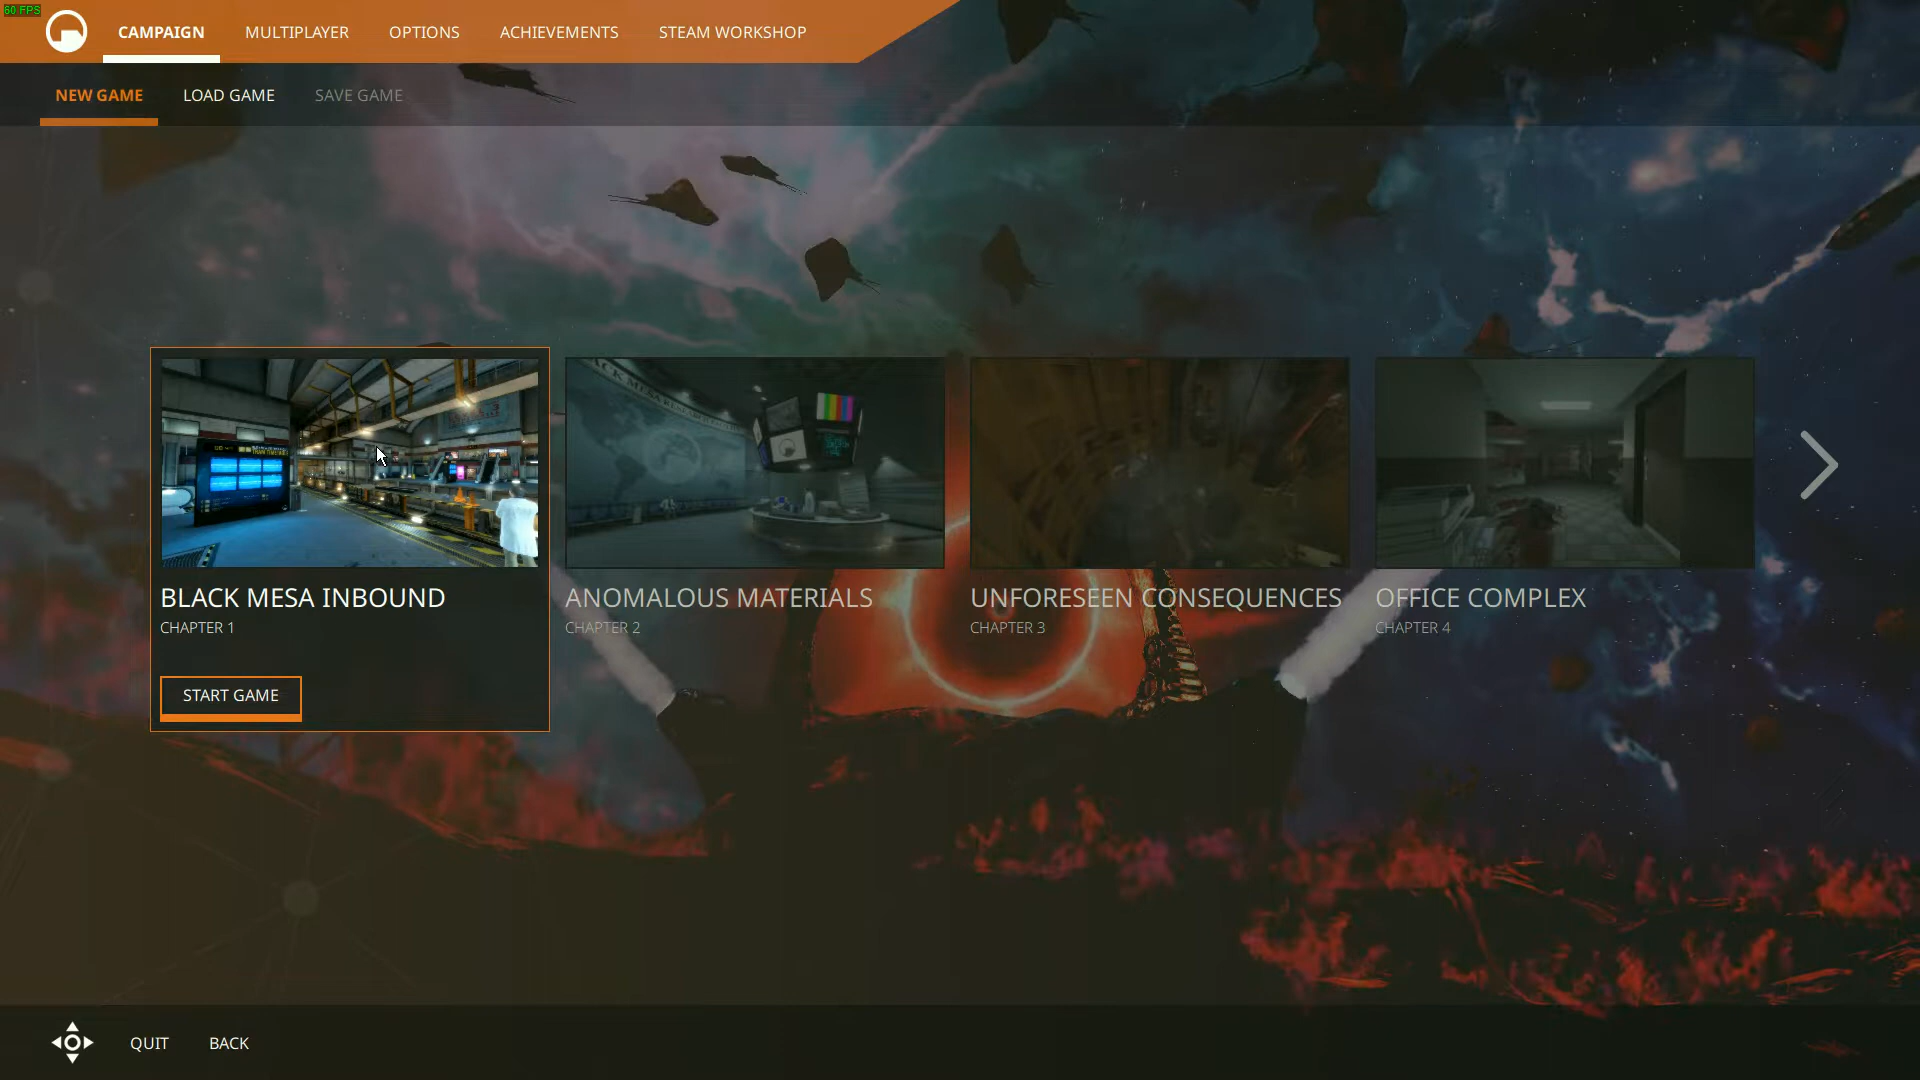 60 FPS
CAMPAIGN MULTIPLAYER OPTIONS ACHIEVEMENTS STEAM WORKSHOP
NEW GAME LOAD GAME SAVE GAME
BLACK MESA INBOUND
CHAPTER 1
START GAME
ANOMALOUS MATERIALS
CHAPTER 2
UNFORESEEN CONSEQUENCES
CHAPTER 3
OFFICE COMPLEX
CHAPTER 4
QUIT BACK